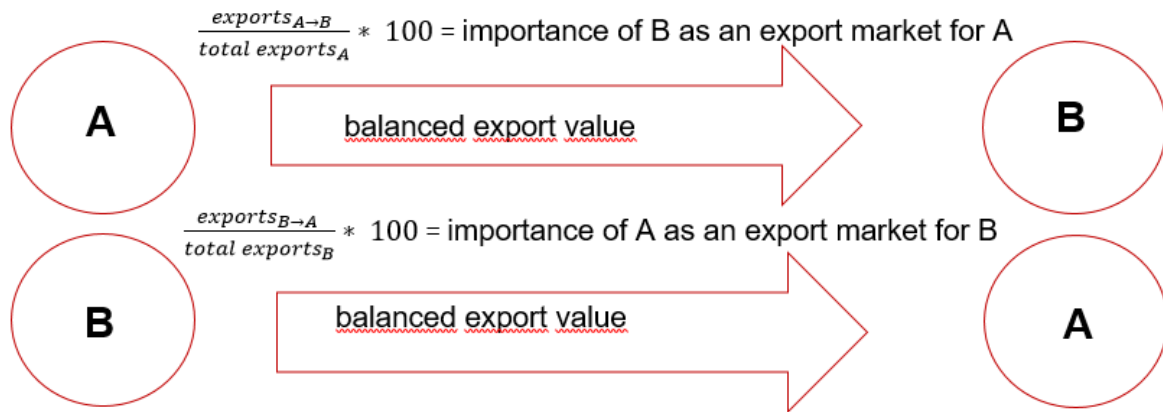 exports_{A→B} / total exports_A * 100 = importance of B as an export market for A
A
balanced export value
B
exports_{B→A} / total exports_B * 100 = importance of A as an export market for B
B
balanced export value
A